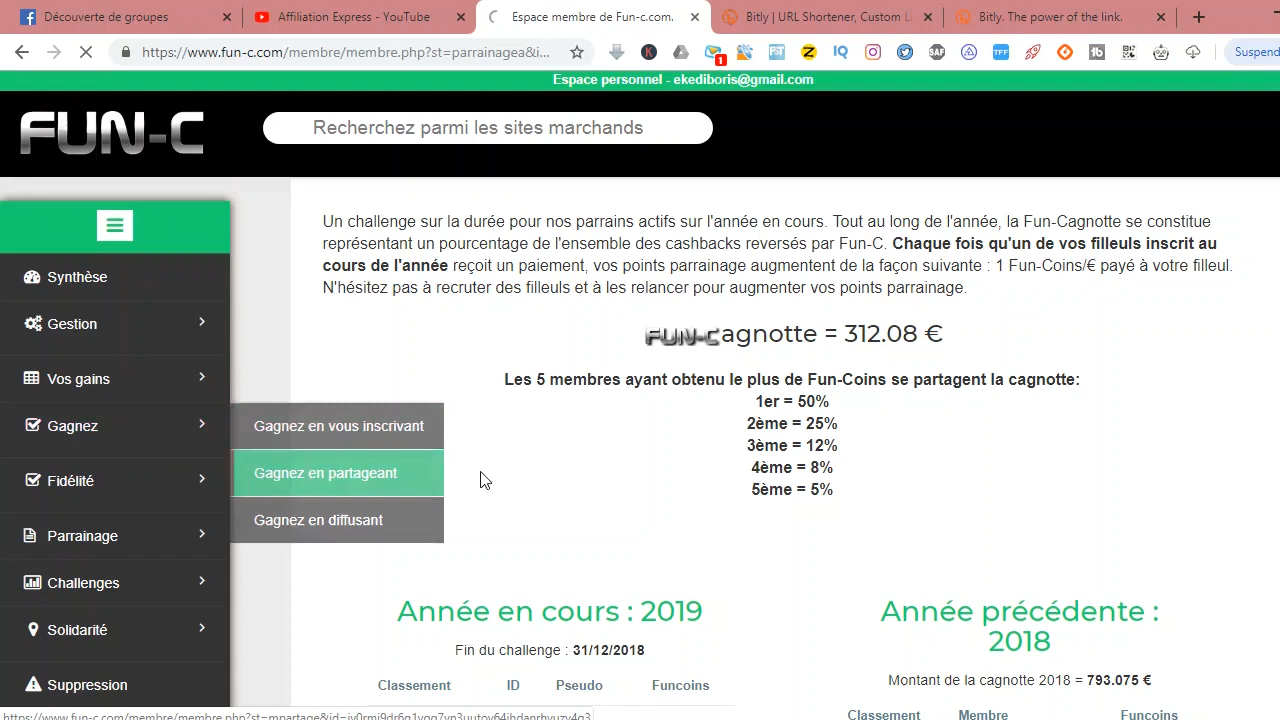 Découverte de groupes
Affiliation Express - YouTube
Espace membre de Fun-c.com.
Bitly | URL Shortener, Custom Li
Bitly. The power of the link.
https://www.fun-c.com/membre/membre.php?st=parrainagea&i...
Suspend
Espace personnel - ekediboris@gmail.com
FUN-C
Recherchez parmi les sites marchands
Un challenge sur la durée pour nos parrains actifs sur l'année en cours. Tout au long de l'année, la Fun-Cagnotte se constitue
représentant un pourcentage de l'ensemble des cashbacks reversés par Fun-C. Chaque fois qu'un de vos filleuls inscrit au
cours de l'année reçoit un paiement, vos points parrainage augmentent de la façon suivante : 1 Fun-Coins/€ payé à votre filleul.
N'hésitez pas à recruter des filleuls et à les relancer pour augmenter vos points parrainage.
FUN-Cagnotte = 312.08 €
Les 5 membres ayant obtenu le plus de Fun-Coins se partagent la cagnotte:
1er = 50%
2ème = 25%
3ème = 12%
4ème = 8%
5ème = 5%
Synthèse
Gestion
Vos gains
Gagnez
Fidélité
Parrainage
Challenges
Solidarité
Suppression
Gagnez en vous inscrivant
Gagnez en partageant
Gagnez en diffusant
Année en cours : 2019
Fin du challenge : 31/12/2018
Classement ID Pseudo Funcoins
Année précédente :
2018
Montant de la cagnotte 2018 = 793.075 €
Classement Membre Funcoins